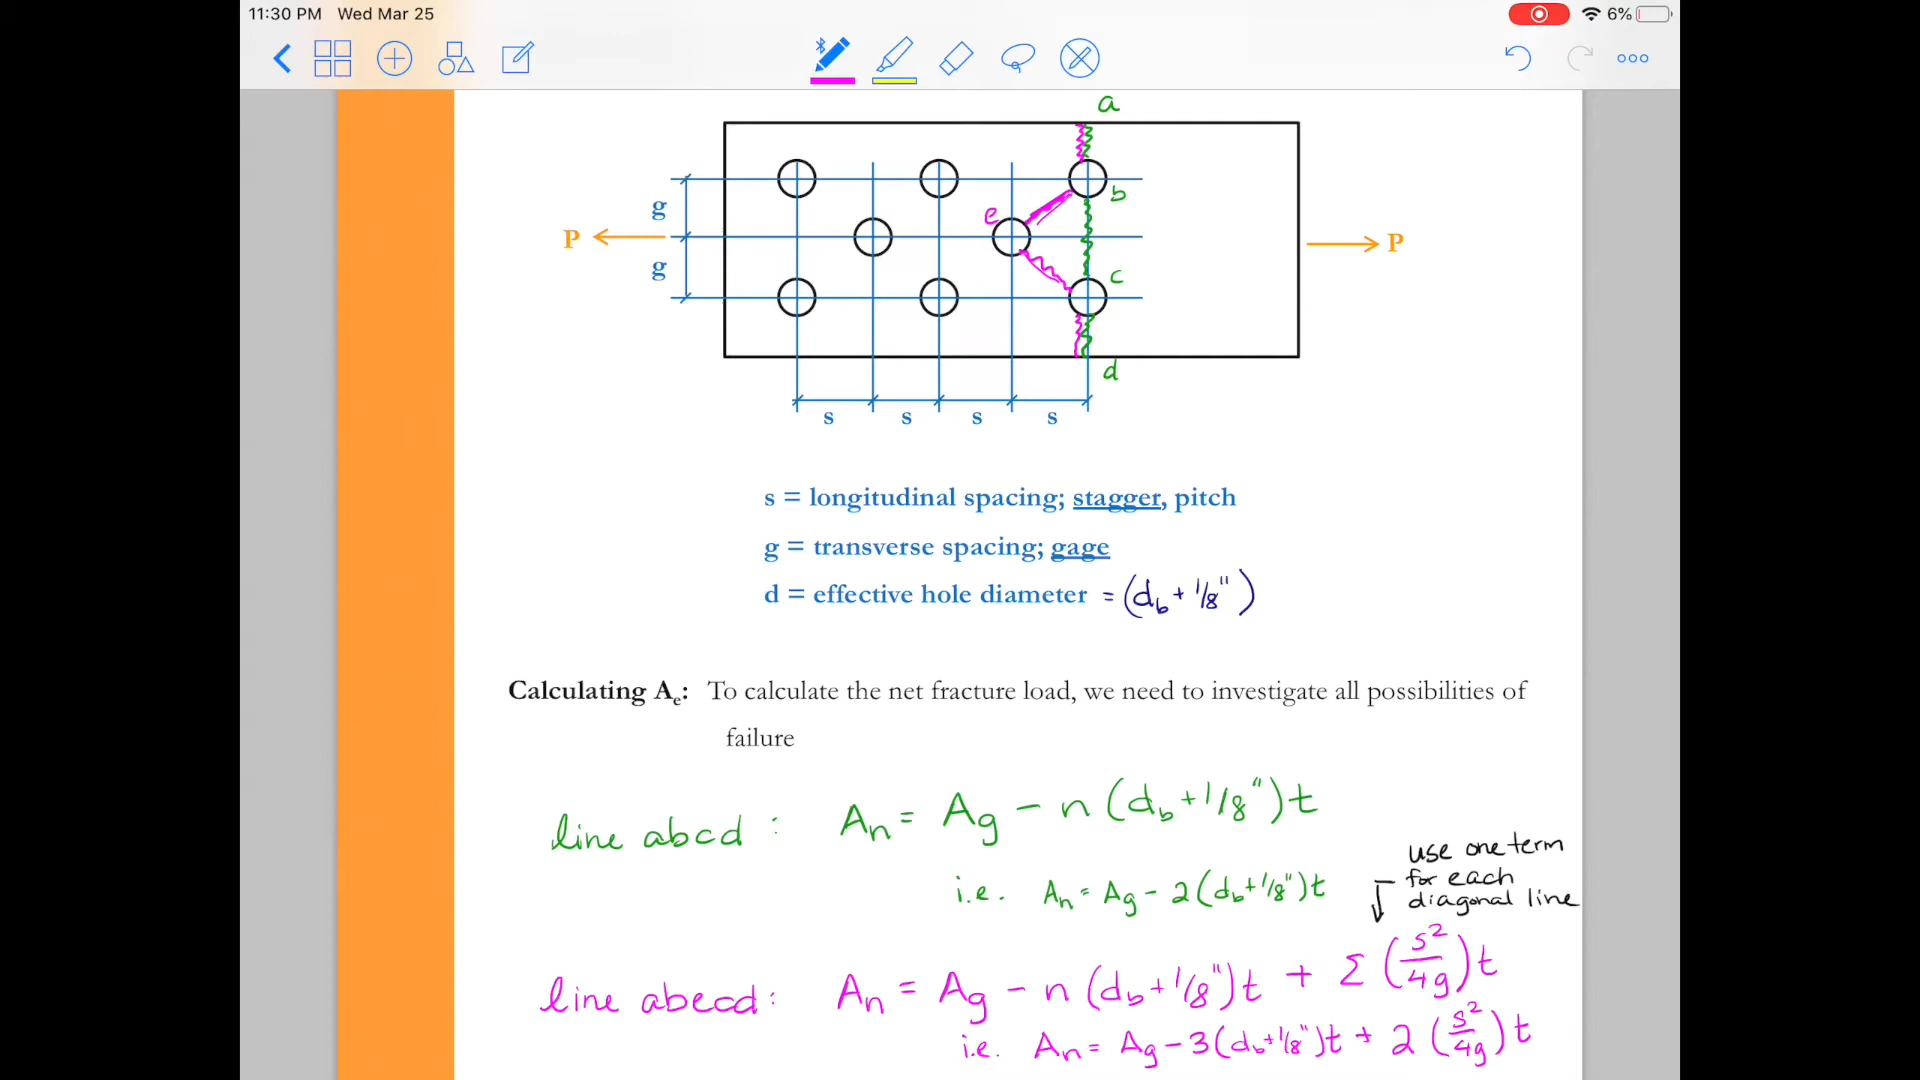 11:30 PM Wed Mar 25
6%
a
g
e
b
P
P
g
c
d
s s s s
s = longitudinal spacing; stagger, pitch
g = transverse spacing; gage
d = effective hole diameter = (d_b + 1/8")
Calculating A_e: To calculate the net fracture load, we need to investigate all possibilities of
failure
line abcd : A_n = A_g - n (d_b + 1/8") t
use one term
for each
diagonal line
i.e. A_n = A_g - 2 (d_b + 1/8") t
line abecd : A_n = A_g - n (d_b + 1/8") t + Σ (s²/4g) t
i.e. A_n = A_g - 3 (d_b + 1/8") t + 2 (s²/4g) t